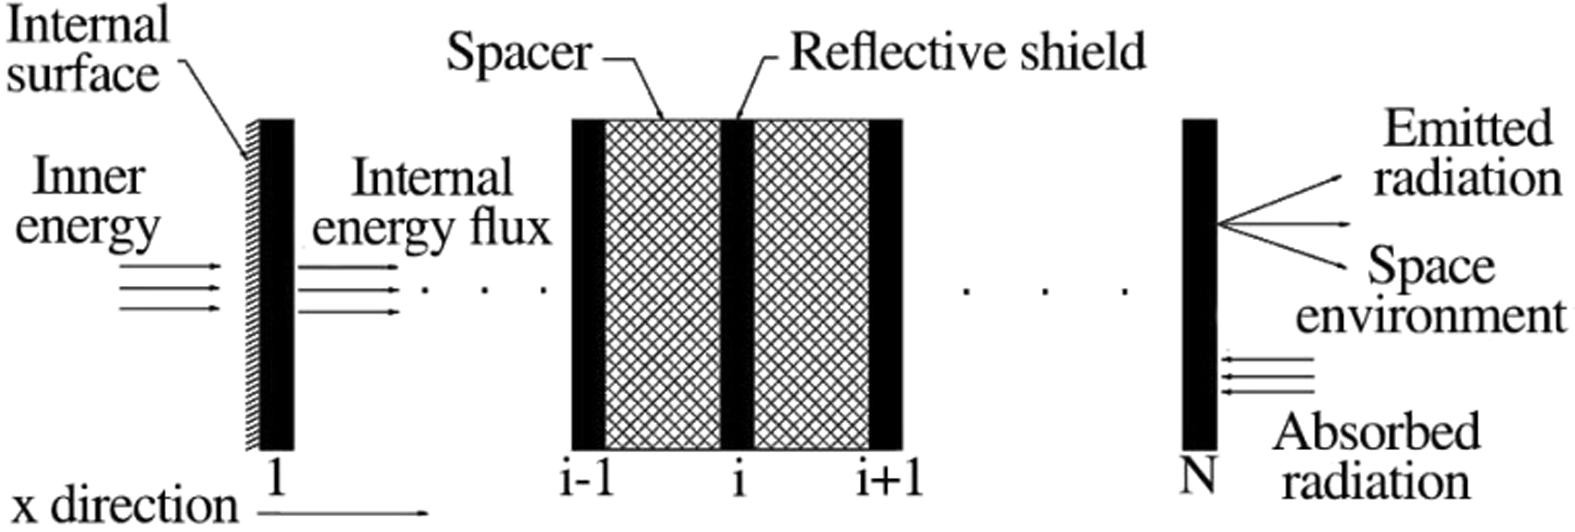 Internal
surface
Spacer
Reflective shield
Inner
energy
Internal
energy flux
. . .
. . .
Emitted
radiation
Space
environment
Absorbed
radiation
1
i-1
i
i+1
N
x direction